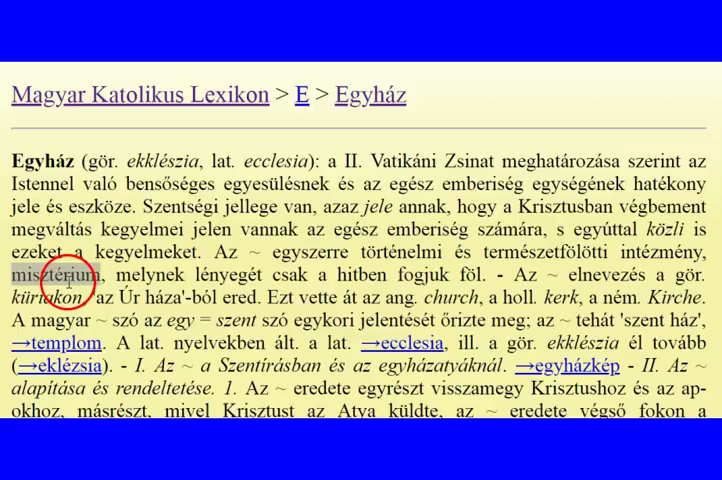 Magyar Katolikus Lexikon > E > Egyház
Egyház (gör. ekklészia, lat. ecclesia): a II. Vatikáni Zsinat meghatározása szerint az
Istennel való bensőséges egyesülésnek és az egész emberiség egységének hatékony
jele és eszköze. Szentségi jellege van, azaz jele annak, hogy a Krisztusban végbement
megváltás kegyelmei jelen vannak az egész emberiség számára, s egyúttal közli is
ezeket a kegyelmeket. Az ~ egyszerre történelmi és természetfölötti intézmény,
misztérium, melynek lényegét csak a hitben fogjuk föl. - Az ~ elnevezés a gör.
küriakon, 'az Úr háza'-ból ered. Ezt vette át az ang. church, a holl. kerk, a ném. Kirche.
A magyar ~ szó az egy = szent szó egykori jelentését őrizte meg; az ~ tehát 'szent ház',
→templom. A lat. nyelvekben ált. a lat. →ecclesia, ill. a gör. ekklészia él tovább
(→eklézsia). - I. Az ~ a Szentírásban és az egyházatyáknál. →egyházkép - II. Az ~
alapítása és rendeltetése. 1. Az ~ eredete egyrészt visszamegy Krisztushoz és az ap-
okhoz, másrészt, mivel Krisztust az Atya küldte, az ~ eredete végső fokon a